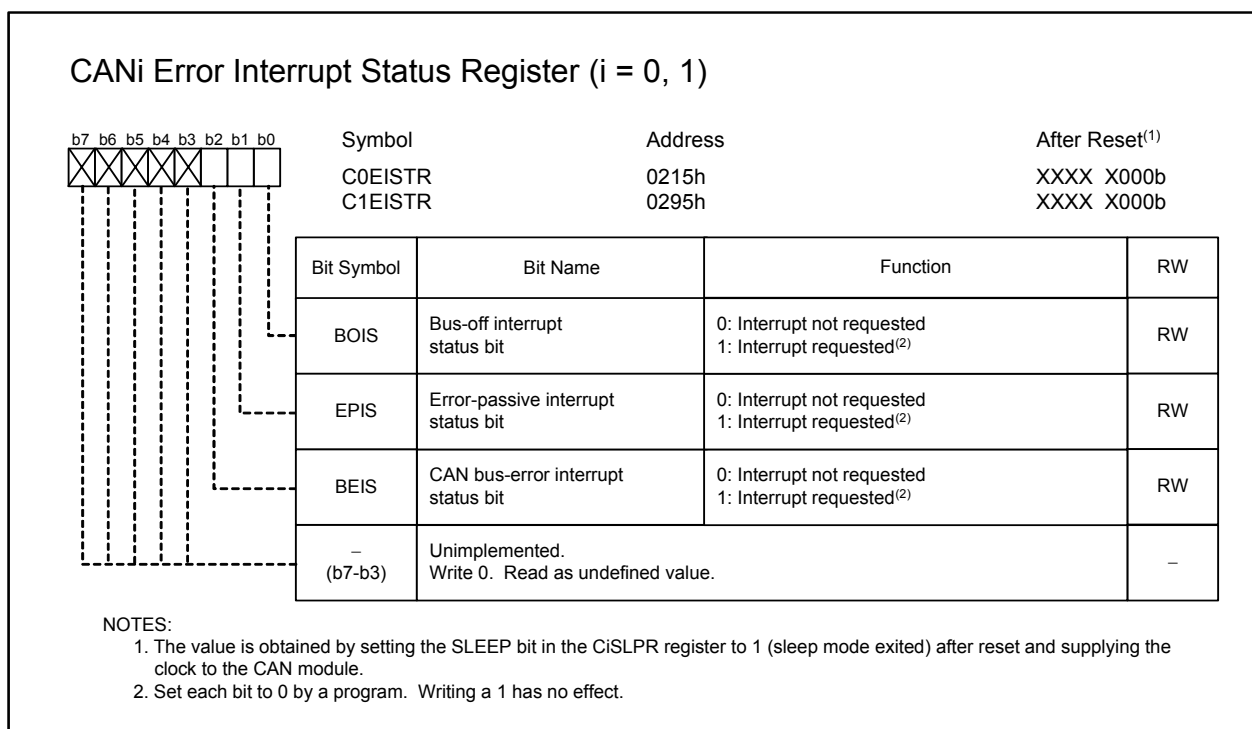 CANi Error Interrupt Status Register (i = 0, 1)
b7 b6 b5 b4 b3 b2 b1 b0
Symbol Address After Reset(1)
C0EISTR 0215h XXXX X000b
C1EISTR 0295h XXXX X000b
Bit Symbol Bit Name Function RW
BOIS
Bus-off interrupt
status bit
0: Interrupt not requested
1: Interrupt requested(2)
RW
EPIS
Error-passive interrupt
status bit
0: Interrupt not requested
1: Interrupt requested(2)
RW
BEIS
CAN bus-error interrupt
status bit
0: Interrupt not requested
1: Interrupt requested(2)
RW
–
(b7-b3)
Unimplemented.
Write 0. Read as undefined value.
–
NOTES:
1. The value is obtained by setting the SLEEP bit in the CiSLPR register to 1 (sleep mode exited) after reset and supplying the
clock to the CAN module.
2. Set each bit to 0 by a program. Writing a 1 has no effect.